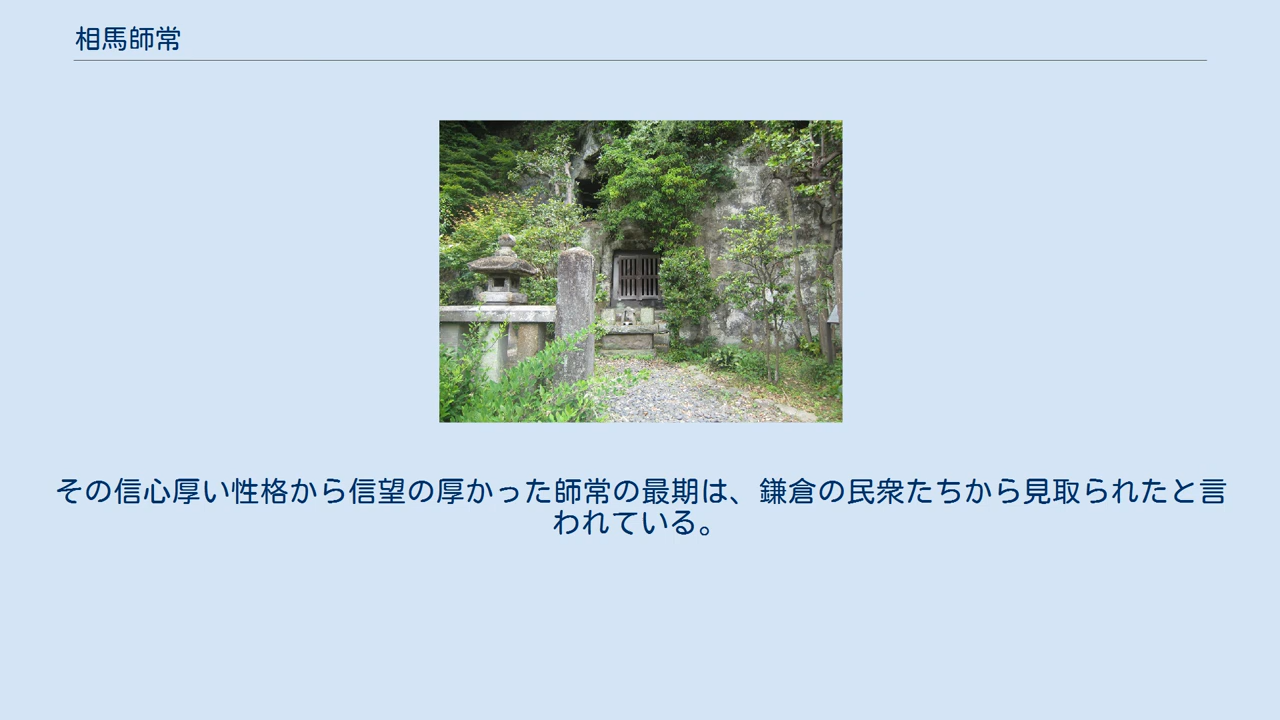 相馬師常
その信心厚い性格から信望の厚かった師常の最期は、鎌倉の民衆たちから見取られたと言
われている。